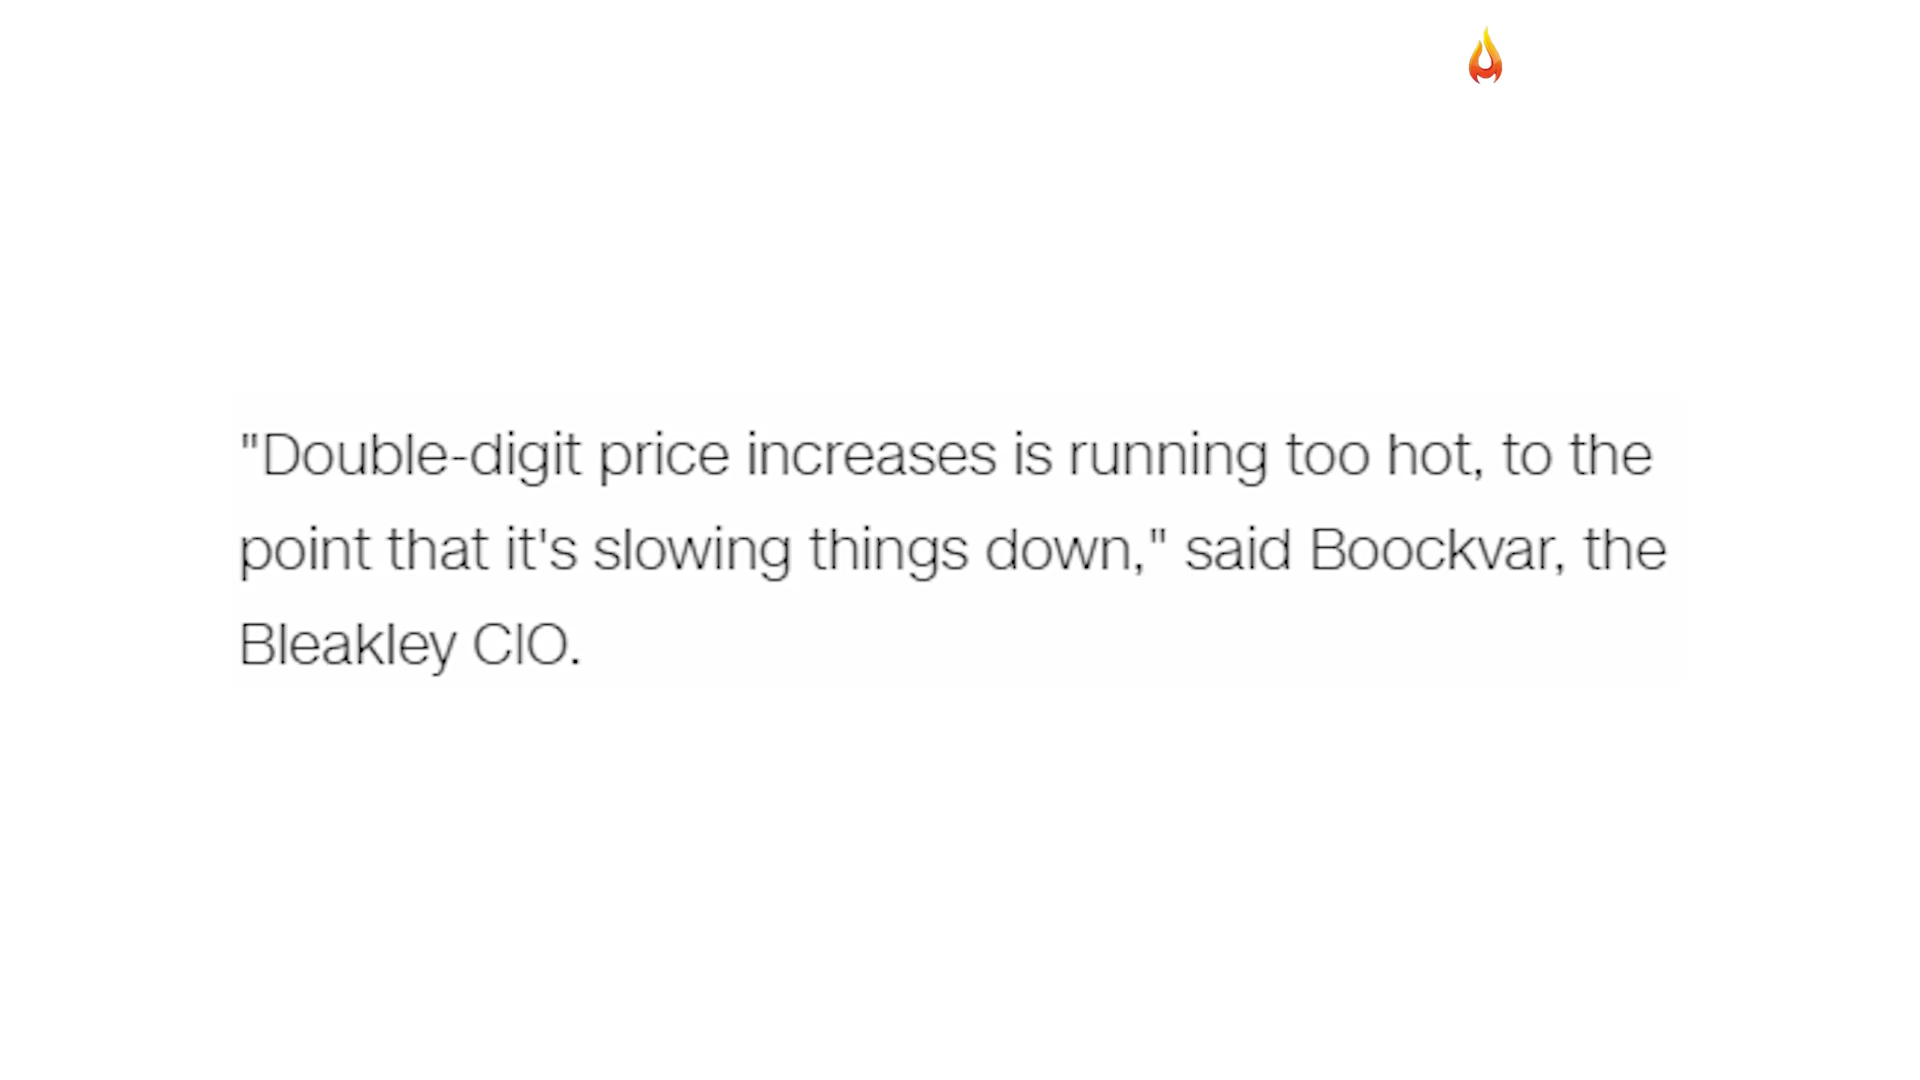 "Double-digit price increases is running too hot, to the
point that it's slowing things down," said Boockvar, the
Bleakley CIO.